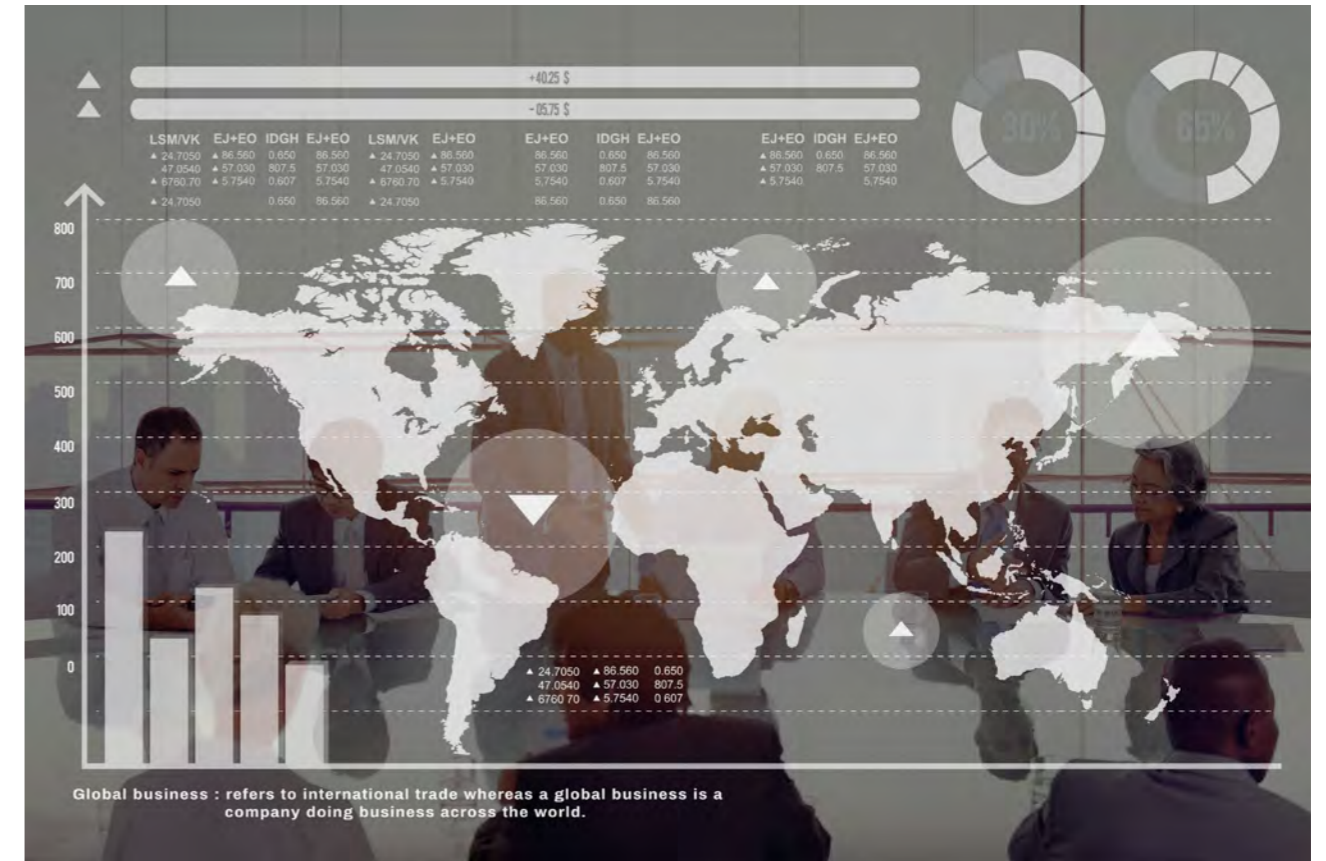 +40.25 $
-05.75 $
90%
65%
LSM/VK EJ+EO IDGH EJ+EO LSM/VK EJ+EO EJ+EO IDGH EJ+EO EJ+EO IDGH EJ+EO
▲ 24.7050 ▲ 86.560 0.650 86.560 ▲ 24.7050 ▲ 86.560 86.560 0.650 86.560 ▲ 86.560 0.650 86.560
47.0540 ▲ 57.030 807.5 57.030 47.0540 ▲ 57.030 57.030 807.5 57.030 ▲ 57.030 807.5 57.030
▲ 6760.70 ▲ 5.7540 0.607 5.7540 ▲ 6760.70 ▲ 5.7540 5.7540 0.607 5.7540 ▲ 5.7540 5.7540
▲ 24.7050 0.650 86.560 ▲ 24.7050 86.560 0.650 86.560
800
700
600
500
400
300
200
100
0
▲ 24.7050 ▲ 86.560 0.650
47.0540 ▲ 57.030 807.5
▲ 6760 70 ▲ 5.7540 0 607
Global business : refers to international trade whereas a global business is a
company doing business across the world.